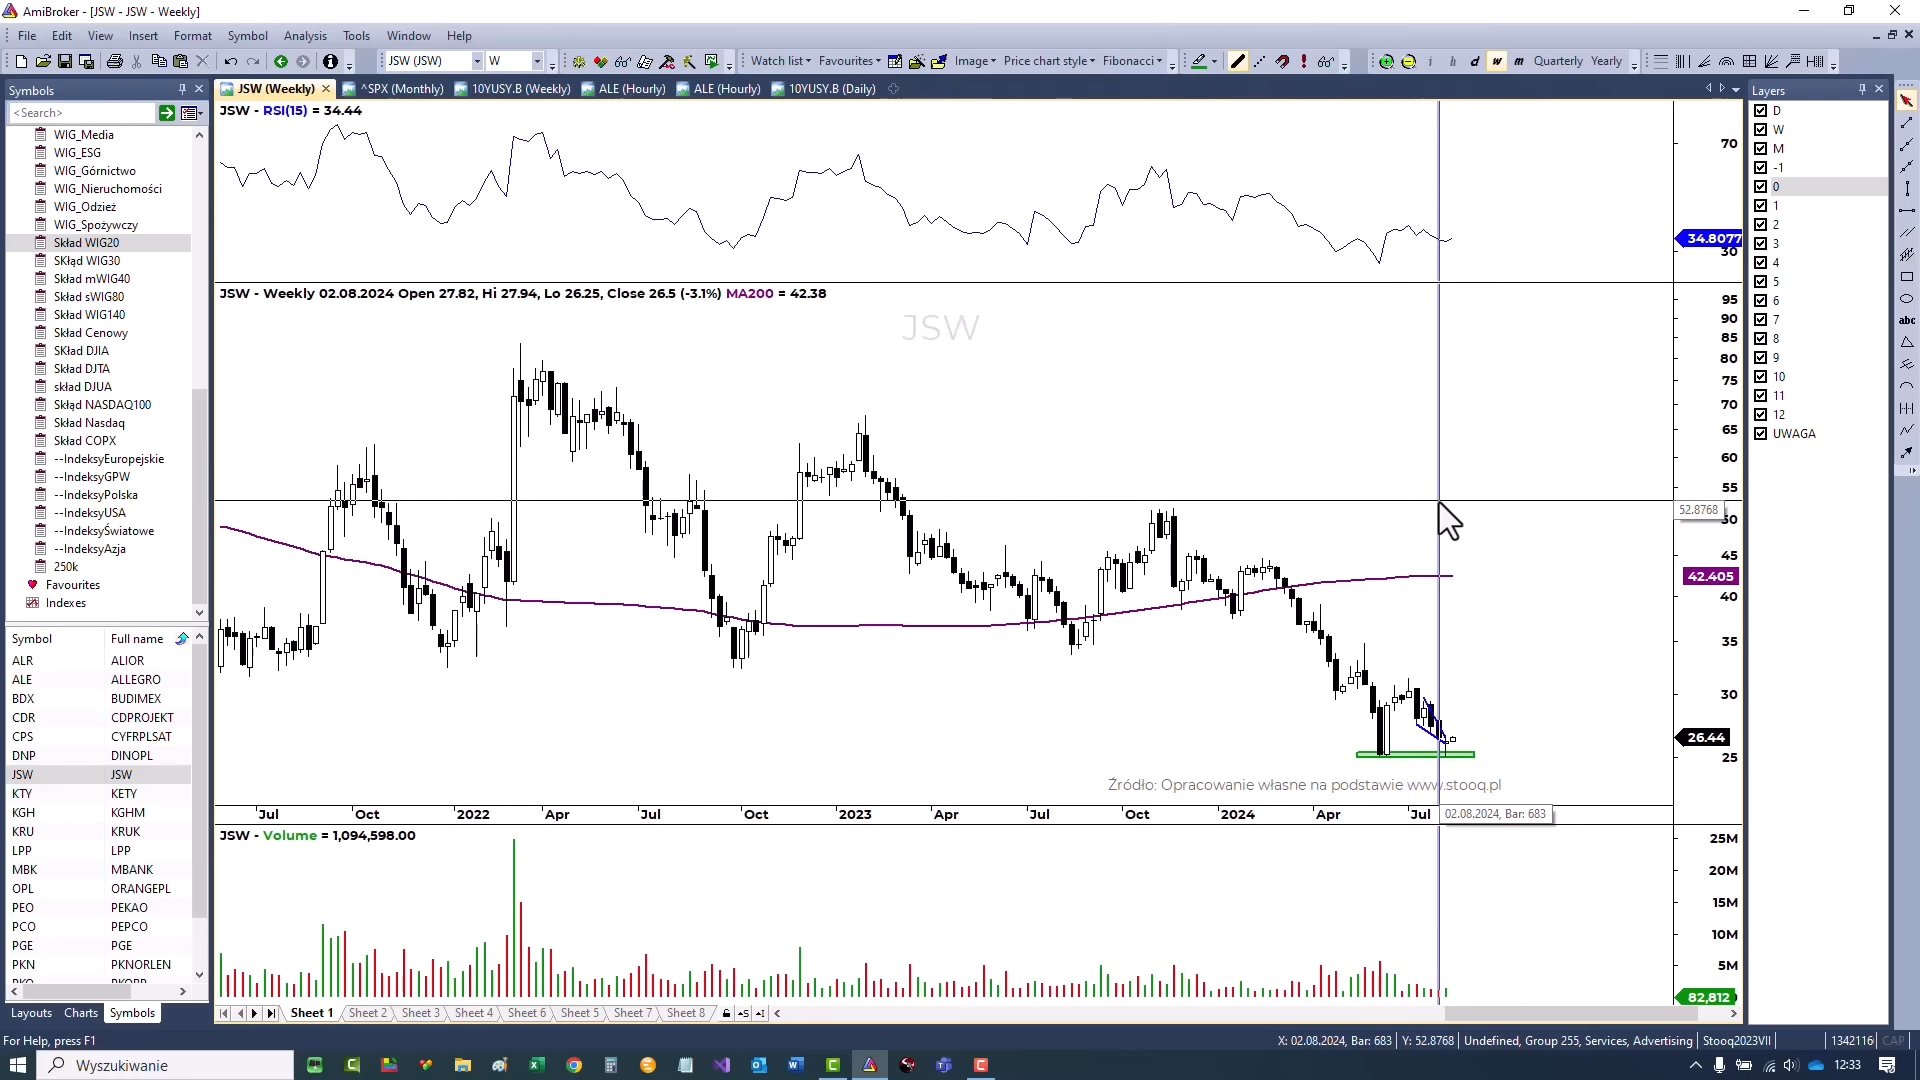 AmiBroker - [JSW - JSW - Weekly]
File Edit View Insert Format Symbol Analysis Tools Window Help
JSW (JSW) W Watch list Favourites Image Price chart style Fibonacci i h d w m Quarterly Yearly
Symbols
<Search>
WIG_Media
WIG_ESG
WIG_Górnictwo
WIG_Nieruchomości
WIG_Odzież
WIG_Spożywczy
Skład WIG20
SKłąd WIG30
Skład mWIG40
Skład sWIG80
Skład WIG140
Skład Cenowy
SKład DJIA
Skład DJTA
skład DJUA
Skłąd NASDAQ100
Skład Nasdaq
Skład COPX
--IndeksyEuropejskie
--IndeksyGPW
--IndeksyPolska
--IndeksyUSA
--IndeksyŚwiatowe
--IndeksyAzja
250k
Favourites
Indexes
Symbol Full name
ALR ALIOR
ALE ALLEGRO
BDX BUDIMEX
CDR CDPROJEKT
CPS CYFRPLSAT
DNP DINOPL
JSW JSW
KTY KETY
KGH KGHM
KRU KRUK
LPP LPP
MBK MBANK
OPL ORANGEPL
PEO PEKAO
PCO PEPCO
PGE PGE
PKN PKNORLEN
Layouts Charts Symbols
JSW (Weekly) ^SPX (Monthly) 10YUSY.B (Weekly) ALE (Hourly) ALE (Hourly) 10YUSY.B (Daily)
JSW - RSI(15) = 34.44
70
34.8077
30
JSW - Weekly 02.08.2024 Open 27.82, Hi 27.94, Lo 26.25, Close 26.5 (-3.1%) MA200 = 42.38
JSW
95
90
85
80
75
70
65
60
55
52.8768
50
45
42.405
40
35
30
26.44
25
Źródło: Opracowanie własne na podstawie www.stooq.pl
Jul Oct 2022 Apr Jul Oct 2023 Apr Jul Oct 2024 Apr Jul
02.08.2024, Bar: 683
JSW - Volume = 1,094,598.00
25M
20M
15M
10M
5M
82,812
Sheet 1 Sheet 2 Sheet 3 Sheet 4 Sheet 6 Sheet 5 Sheet 7 Sheet 8
Layers
D
W
M
-1
0
1
2
3
4
5
6
7
8
9
10
11
12
UWAGA
abc
For Help, press F1
X: 02.08.2024, Bar: 683 Y: 52.8768 Undefined, Group 255, Services, Advertising Stooq2023VII 1342116 CAP
Wyszukiwanie
12:33